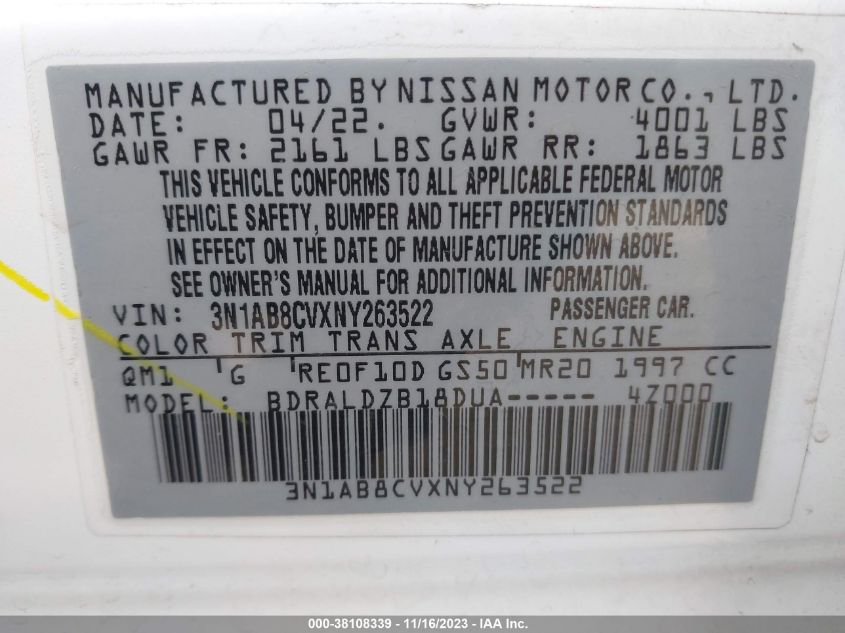 MANUFACTURED BY NISSAN MOTOR CO., LTD.
DATE: 04/22. GVWR: 4001 LBS
GAWR FR: 2161 LBS GAWR RR: 1863 LBS
THIS VEHICLE CONFORMS TO ALL APPLICABLE FEDERAL MOTOR
VEHICLE SAFETY, BUMPER AND THEFT PREVENTION STANDARDS
IN EFFECT ON THE DATE OF MANUFACTURE SHOWN ABOVE.
SEE OWNER'S MANUAL FOR ADDITIONAL INFORMATION.
VIN: 3N1AB8CVXNY263522 PASSENGER CAR.
COLOR TRIM TRANS AXLE ENGINE
QM1 G RE0F10D GS50 MR20 1997 CC
MODEL: BDRALDZB18DUA----- 4Z000
3N1AB8CVXNY263522
000-38108339 - 11/16/2023 - IAA Inc.